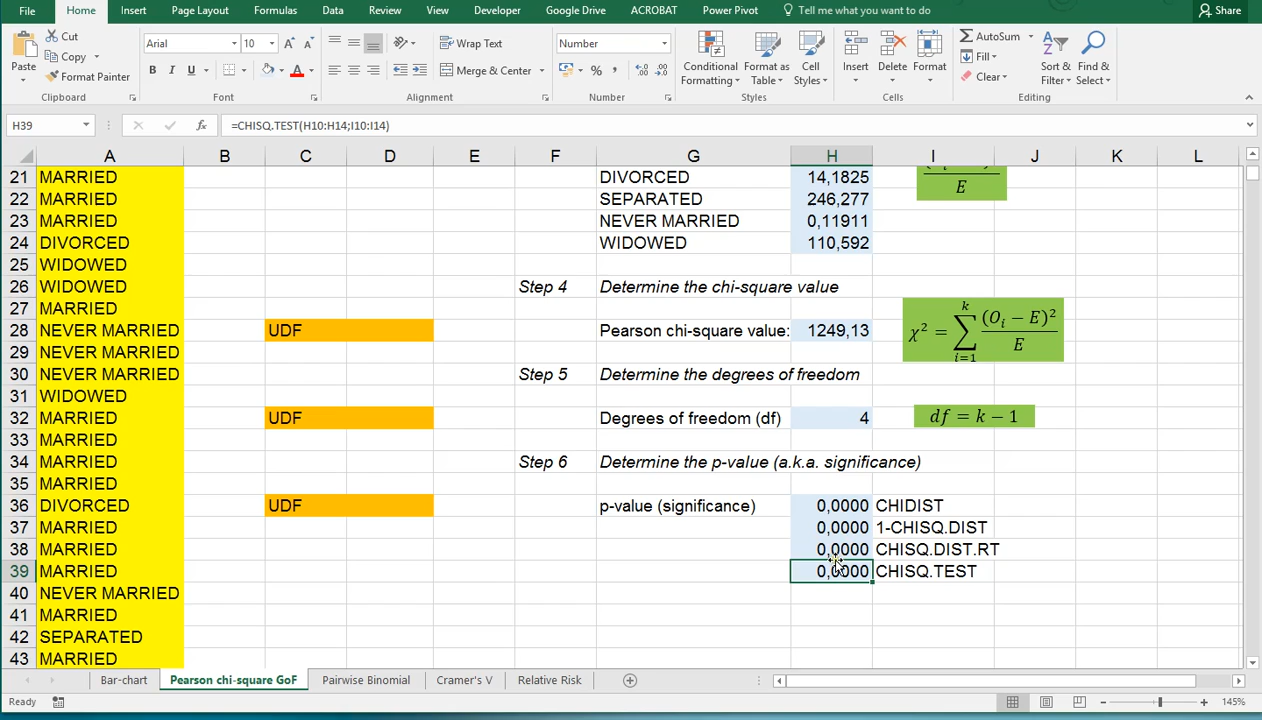 File Home Insert Page Layout Formulas Data Review View Developer Google Drive ACROBAT Power Pivot Tell me what you want to do Share
Paste Cut Copy Format Painter Clipboard
Arial 10 A A B I U A Font
Wrap Text Merge & Center Alignment
Number % , Number
Conditional Formatting Format as Table Cell Styles Styles
Insert Delete Format Cells
AutoSum Fill Clear Sort & Filter Find & Select Editing
H39 fx =CHISQ.TEST(H10:H14;I10:I14)
A B C D E F G H I J K L
21 MARRIED DIVORCED 14,1825 E
22 MARRIED SEPARATED 246,277
23 MARRIED NEVER MARRIED 0,11911
24 DIVORCED WIDOWED 110,592
25 WIDOWED
26 WIDOWED Step 4 Determine the chi-square value
27 MARRIED
28 NEVER MARRIED UDF Pearson chi-square value: 1249,13 χ² = ∑ i=1 k (Oi − E)² / E
29 NEVER MARRIED
30 NEVER MARRIED Step 5 Determine the degrees of freedom
31 WIDOWED
32 MARRIED UDF Degrees of freedom (df) 4 df = k − 1
33 MARRIED
34 MARRIED Step 6 Determine the p-value (a.k.a. significance)
35 MARRIED
36 DIVORCED UDF p-value (significance) 0,0000 CHIDIST
37 MARRIED 0,0000 1-CHISQ.DIST
38 MARRIED 0,0000 CHISQ.DIST.RT
39 MARRIED 0,0000 CHISQ.TEST
40 NEVER MARRIED
41 MARRIED
42 SEPARATED
43 MARRIED
Bar-chart Pearson chi-square GoF Pairwise Binomial Cramer's V Relative Risk
Ready 145%